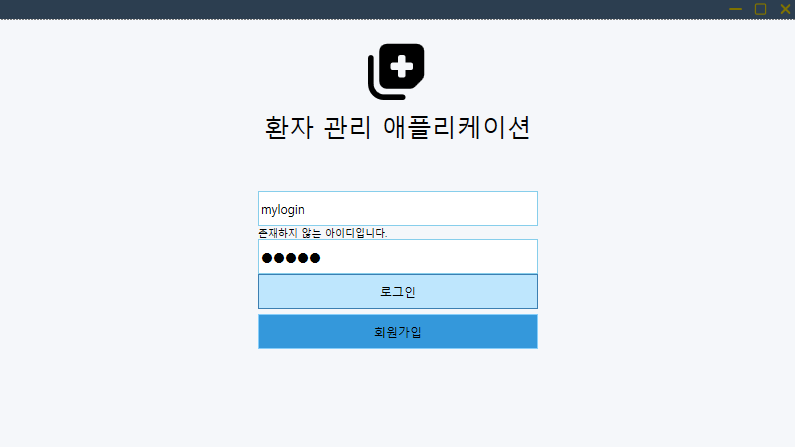 환자 관리 애플리케이션
mylogin
존재하지 않는 아이디입니다.
●●●●●
로그인
회원가입